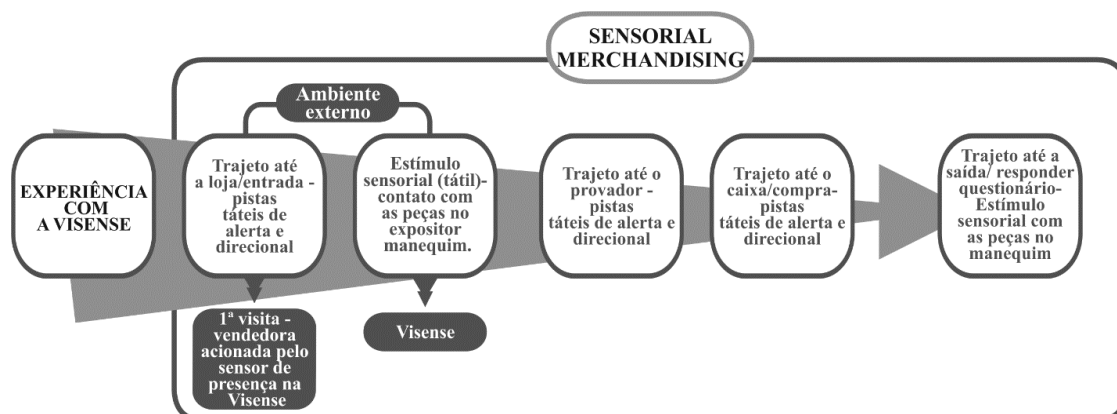 SENSORIAL
MERCHANDISING
Ambiente
externo
EXPERIÊNCIA
COM
A VISENSE
Trajeto até
a loja/entrada -
pistas
táteis de
alerta e
direcional
Estímulo
sensorial (tátil)-
contato com
as peças no
expositor
manequim.
Trajeto até o
provador -
pistas
táteis de alerta e
direcional
Trajeto até o
caixa/compra-
pistas
táteis de alerta e
direcional
Trajeto até a
saída/ responder
questionário-
Estímulo
sensorial com
as peças no
manequim
1ª visita -
vendedora
acionada pelo
sensor de
presença na
Visense
Visense